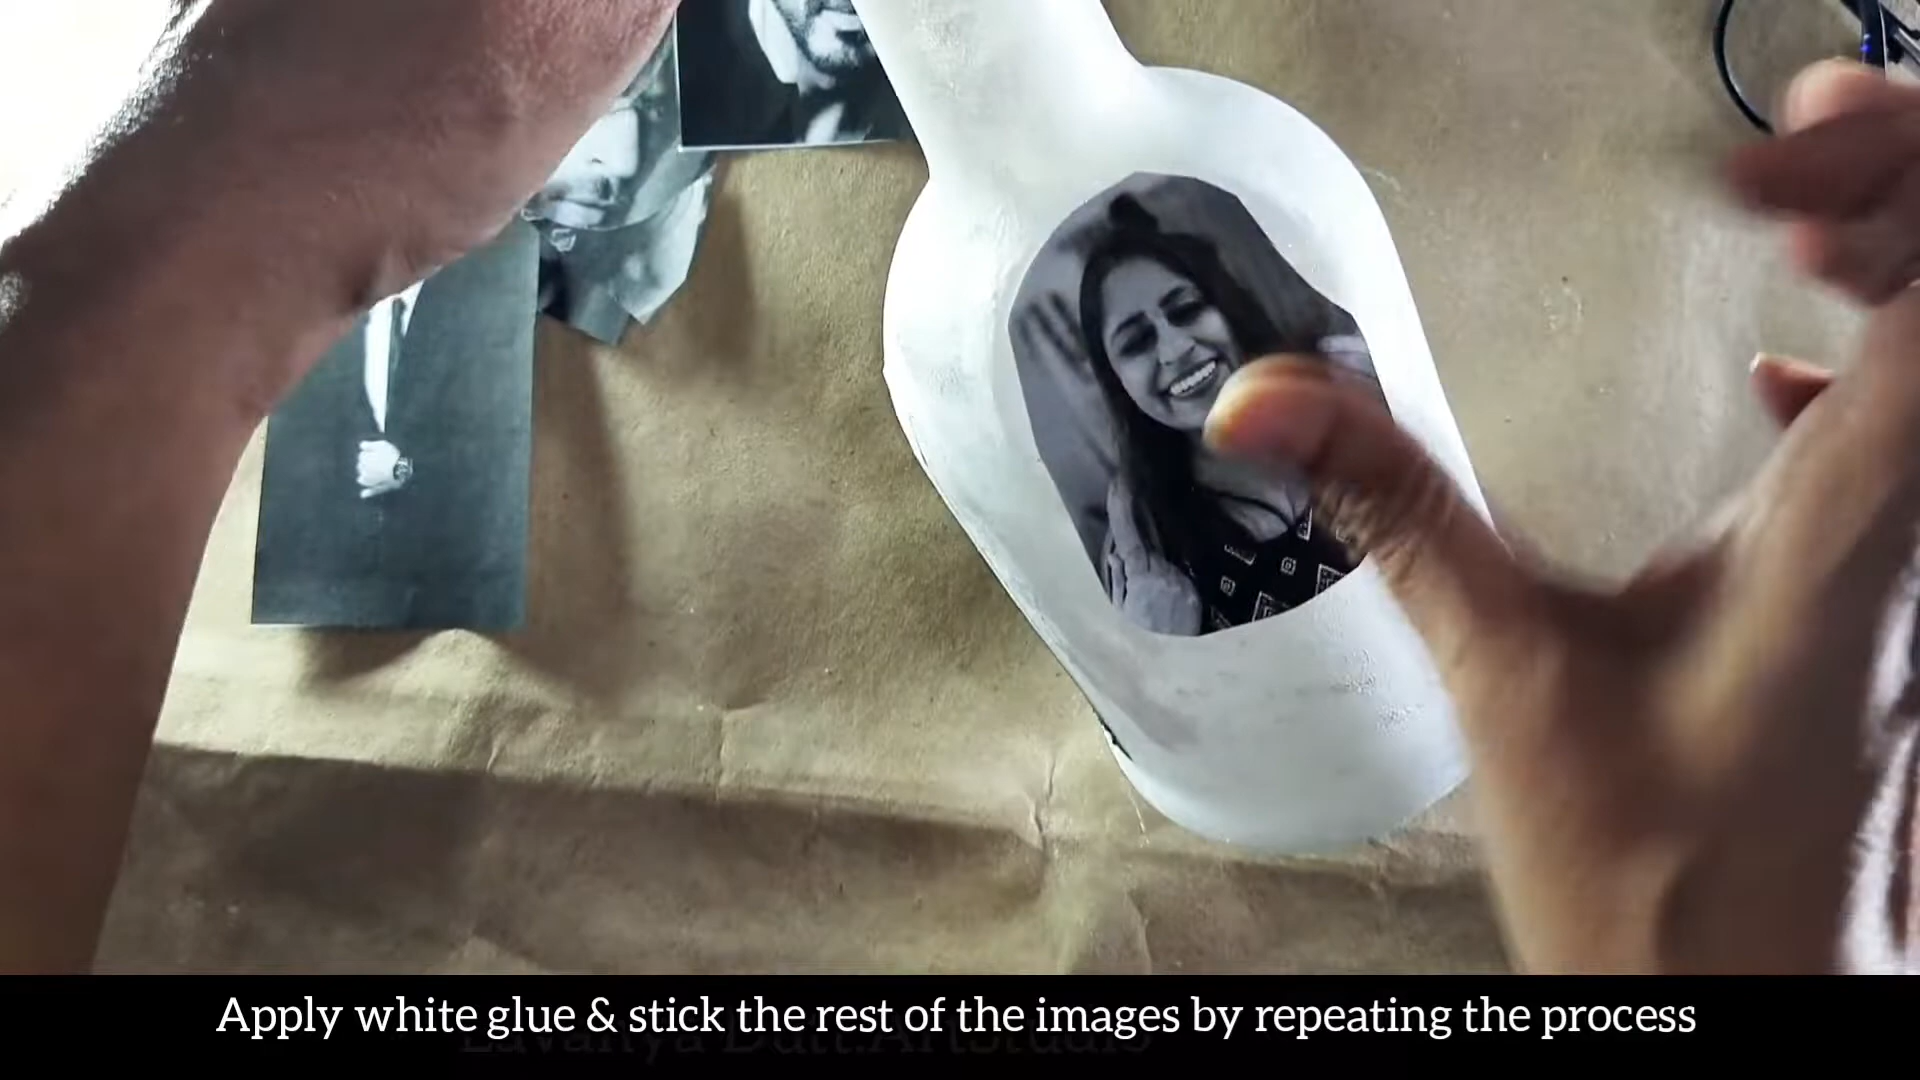 Apply white glue & stick the rest of the images by repeating the process